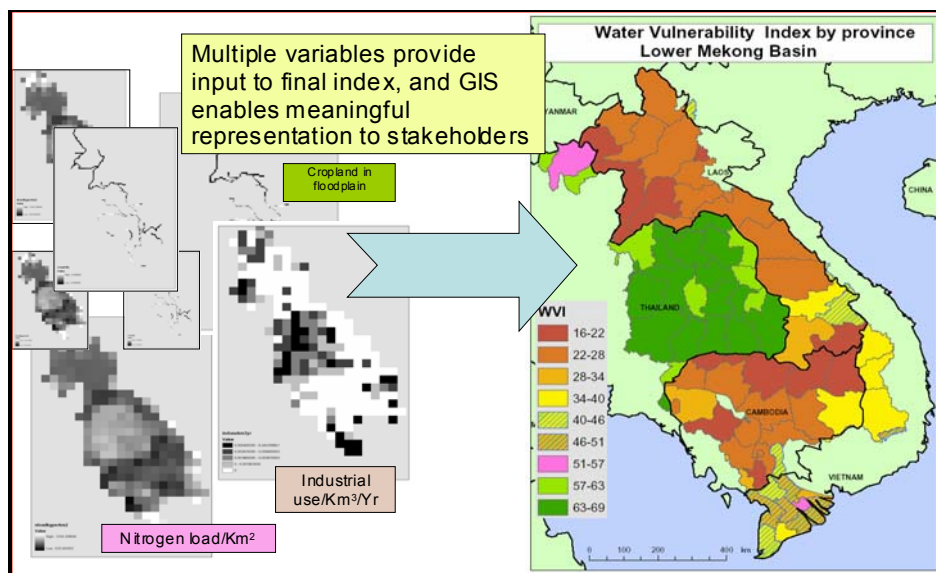 Multiple variables provide
input to final index, and GIS
enables meaningful
representation to stakeholders
Cropland in
floodplain
Industrial
use/Km³/Yr
Nitrogen load/Km²
Value
Value
Water Vulnerability Index by province
Lower Mekong Basin
YANMAR
LAOS
CHINA
THAILAND
CAMBODIA
VIETNAM
WVI
16-22
22-28
28-34
34-40
40-46
46-51
51-57
57-63
63-69
0 100 200 400 km